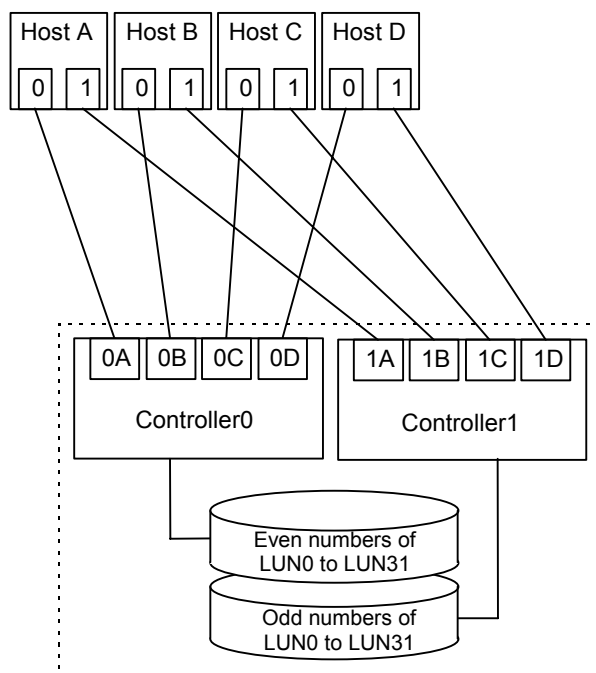 Host A Host B Host C Host D
0 1 0 1 0 1 0 1
0A 0B 0C 0D 1A 1B 1C 1D
Controller0 Controller1
Even numbers of
LUN0 to LUN31
Odd numbers of
LUN0 to LUN31